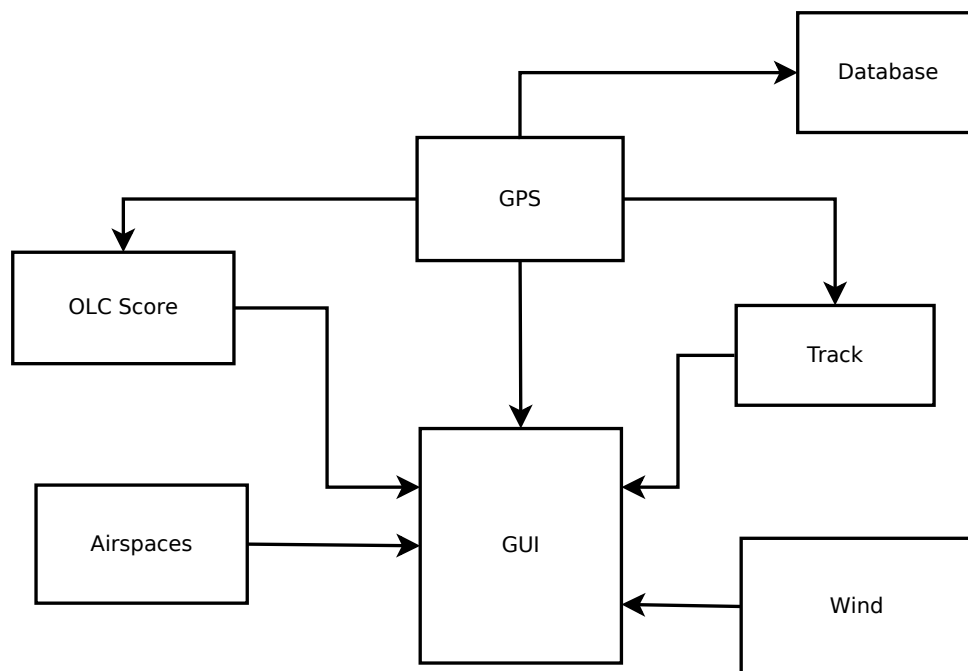 Database
GPS
OLC Score
Track
Airspaces
GUI
Wind